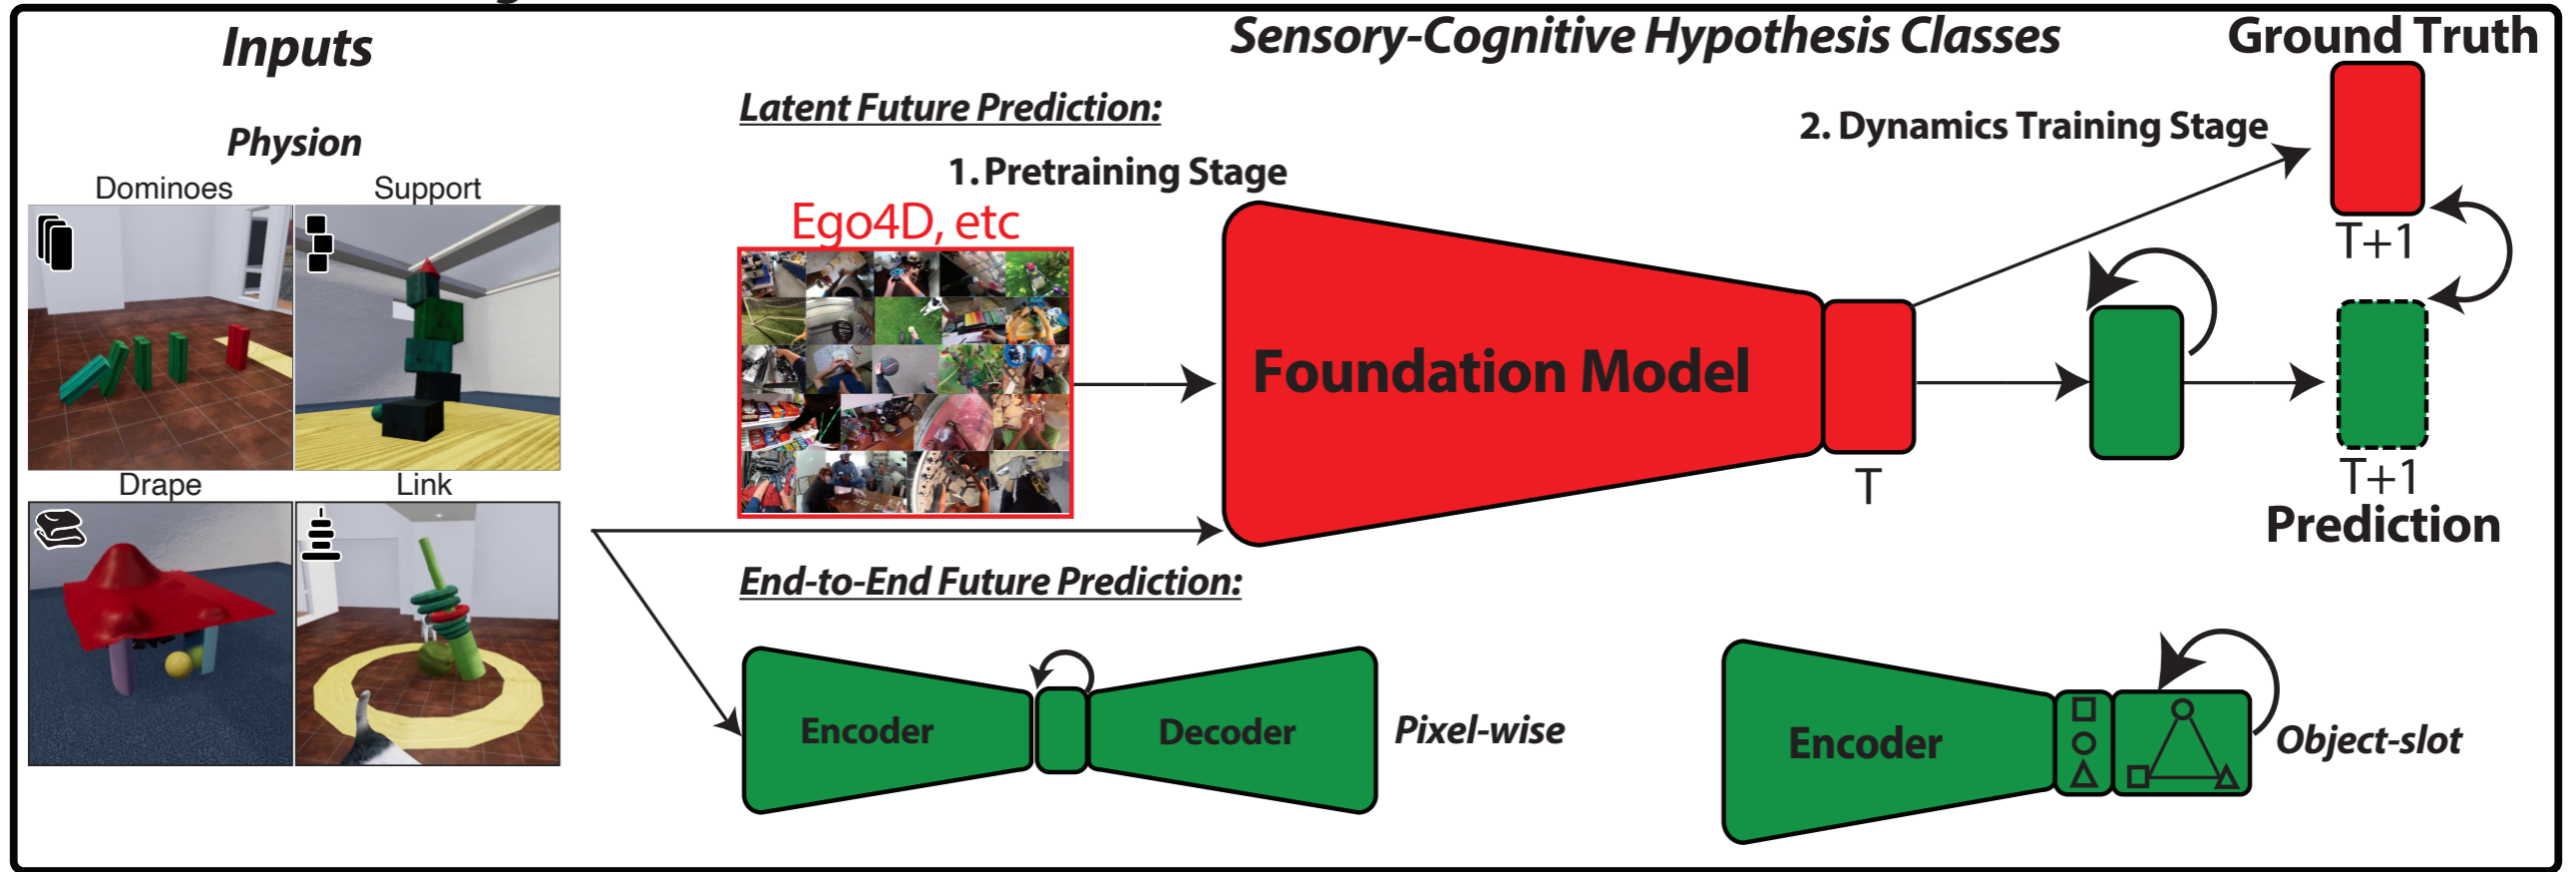 Inputs
Sensory-Cognitive Hypothesis Classes
Ground Truth
Physion
Dominoes
Support
Drape
Link
Latent Future Prediction:
1. Pretraining Stage
Ego4D, etc
Foundation Model
T
2. Dynamics Training Stage
T+1
T+1
Prediction
End-to-End Future Prediction:
Encoder
Decoder
Pixel-wise
Encoder
Object-slot